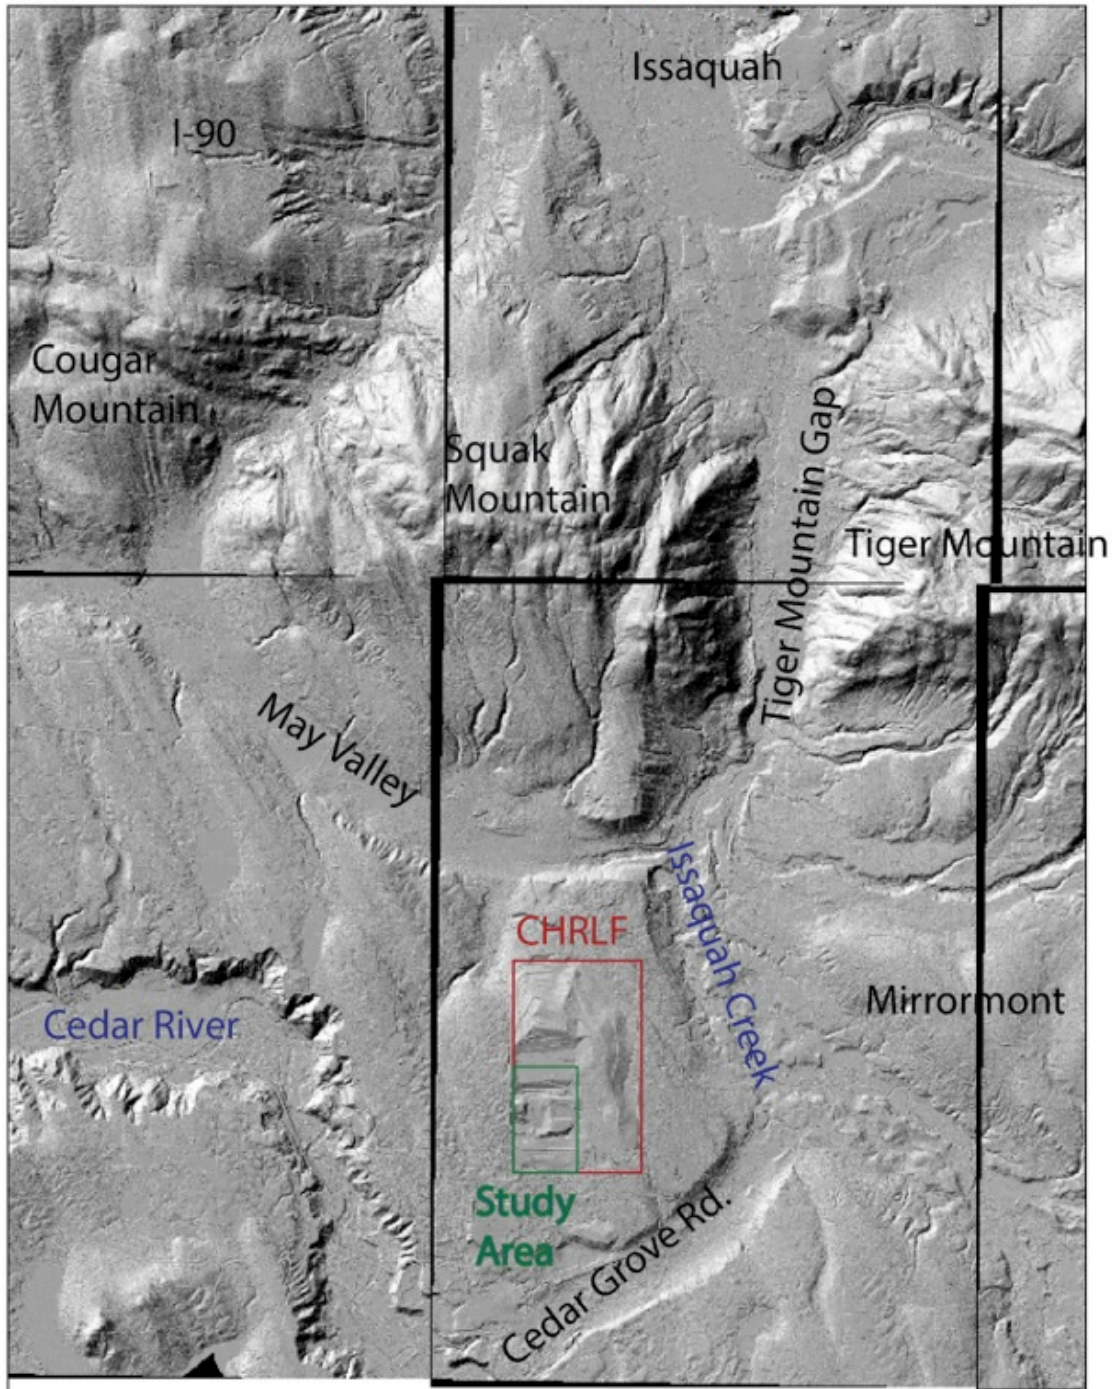 Issaquah
I-90
Cougar
Mountain
Squak
Mountain
Tiger Mountain Gap
Tiger Mountain
May Valley
Issaquah Creek
CHRLF
Mirrormont
Cedar River
Study
Area
Cedar Grove Rd.